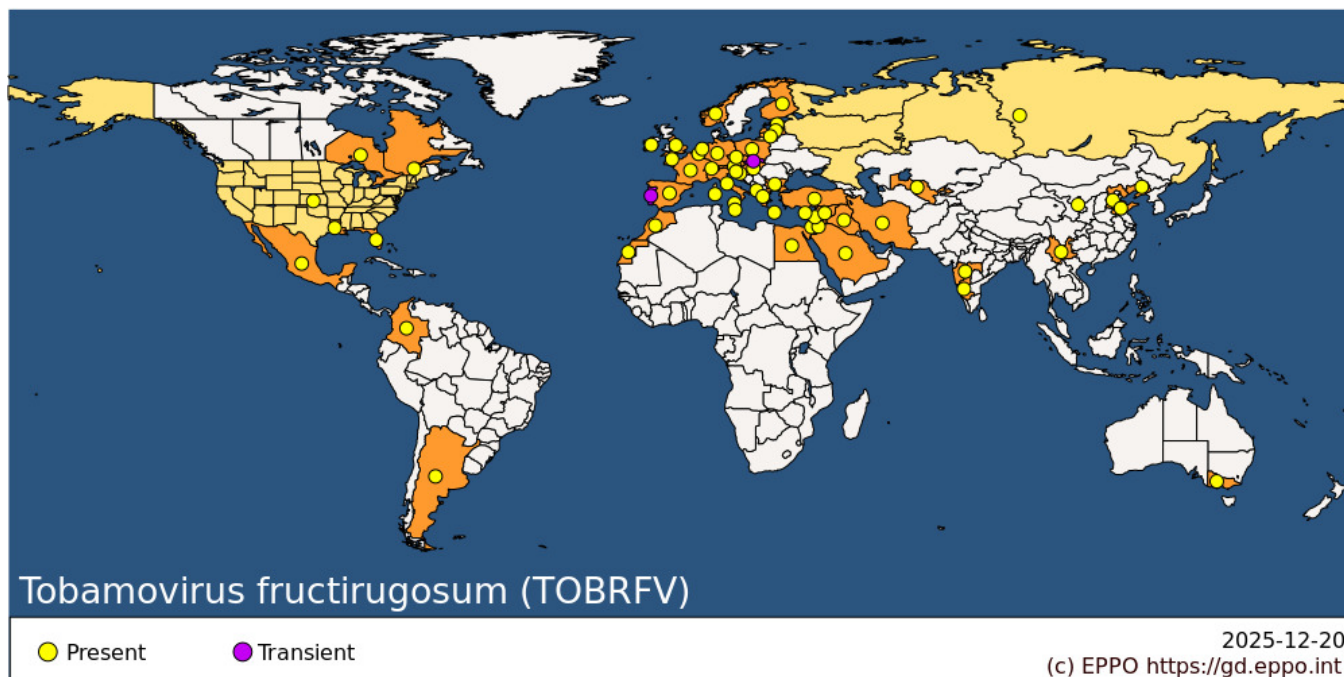 Tobamovirus fructirugosum (TOBRFV)
Present
Transient
2025-12-20
(c) EPPO https://gd.eppo.int